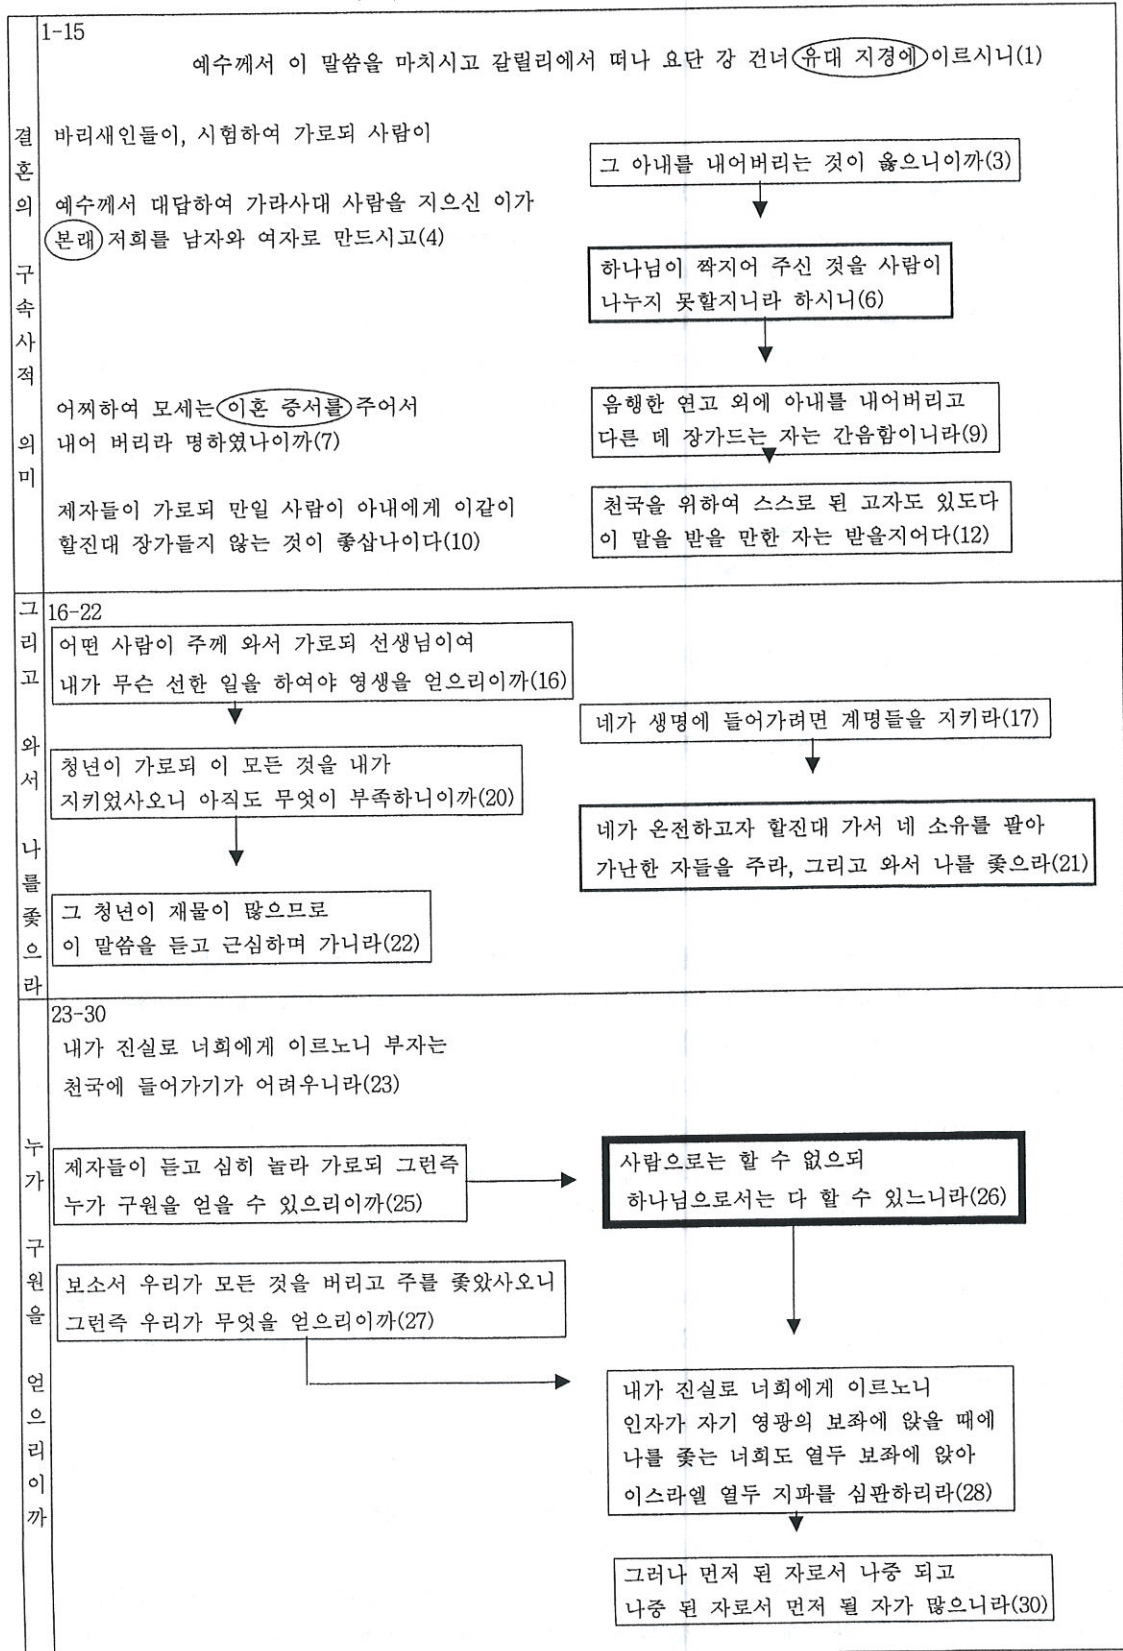 1-15
예수께서 이 말씀을 마치시고 갈릴리에서 떠나 요단 강 건너 유대 지경에 이르시니(1)
결혼의 구속사적 의미
바리새인들이, 시험하여 가로되 사람이
그 아내를 내어버리는 것이 옳으니이까(3)
예수께서 대답하여 가라사대 사람을 지으신 이가
본래 저희를 남자와 여자로 만드시고(4)
하나님이 짝지어 주신 것을 사람이
나누지 못할지니라 하시니(6)
어찌하여 모세는 이혼 증서를 주어서
내어 버리라 명하였나이까(7)
음행한 연고 외에 아내를 내어버리고
다른 데 장가드는 자는 간음함이니라(9)
제자들이 가로되 만일 사람이 아내에게 이같이
할진대 장가들지 않는 것이 좋삽나이다(10)
천국을 위하여 스스로 된 고자도 있도다
이 말을 받을 만한 자는 받을지어다(12)
그리고 와서 나를 좇으라
16-22
어떤 사람이 주께 와서 가로되 선생님이여
내가 무슨 선한 일을 하여야 영생을 얻으리이까(16)
네가 생명에 들어가려면 계명들을 지키라(17)
청년이 가로되 이 모든 것을 내가
지키었사오니 아직도 무엇이 부족하니이까(20)
네가 온전하고자 할진대 가서 네 소유를 팔아
가난한 자들을 주라, 그리고 와서 나를 좇으라(21)
그 청년이 재물이 많으므로
이 말씀을 듣고 근심하며 가니라(22)
누가 구원을 얻으리이까
23-30
내가 진실로 너희에게 이르노니 부자는
천국에 들어가기가 어려우니라(23)
제자들이 듣고 심히 놀라 가로되 그런즉
누가 구원을 얻을 수 있으리이까(25)
사람으로는 할 수 없으되
하나님으로서는 다 할 수 있느니라(26)
보소서 우리가 모든 것을 버리고 주를 좇았사오니
그런즉 우리가 무엇을 얻으리이까(27)
내가 진실로 너희에게 이르노니
인자가 자기 영광의 보좌에 앉을 때에
나를 좇는 너희도 열두 보좌에 앉아
이스라엘 열두 지파를 심판하리라(28)
그러나 먼저 된 자로서 나중 되고
나중 된 자로서 먼저 될 자가 많으니라(30)